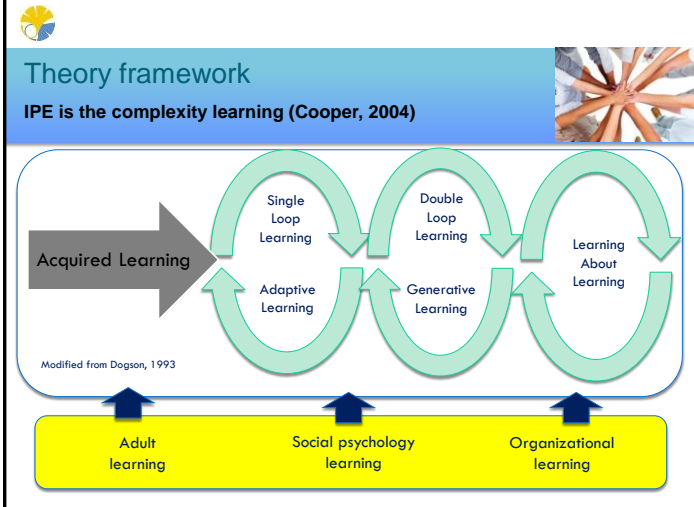 Theory framework
IPE is the complexity learning (Cooper, 2004)
Single
Loop
Learning
Double
Loop
Learning
Learning
About
Learning
Acquired Learning
Adaptive
Learning
Generative
Learning
Modified from Dogson, 1993
Adult
learning
Social psychology
learning
Organizational
learning